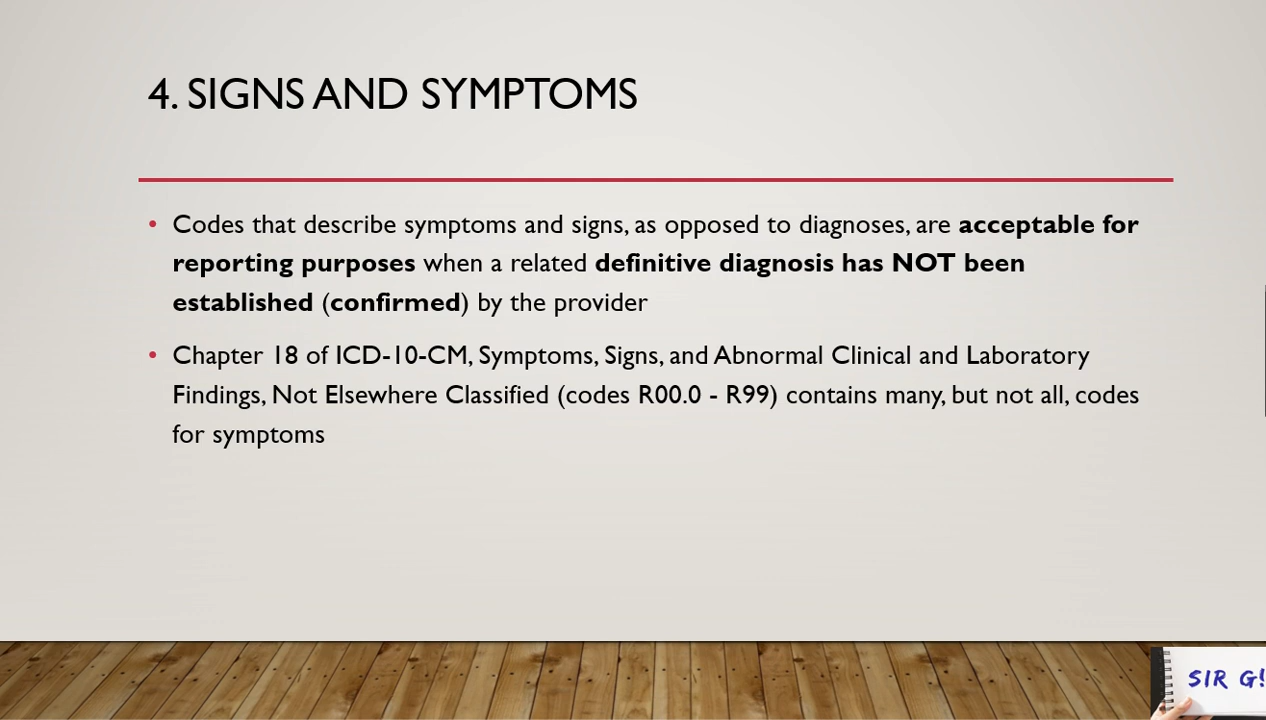 4. SIGNS AND SYMPTOMS
• Codes that describe symptoms and signs, as opposed to diagnoses, are acceptable for
reporting purposes when a related definitive diagnosis has NOT been
established (confirmed) by the provider
• Chapter 18 of ICD-10-CM, Symptoms, Signs, and Abnormal Clinical and Laboratory
Findings, Not Elsewhere Classified (codes R00.0 - R99) contains many, but not all, codes
for symptoms
SIR G!